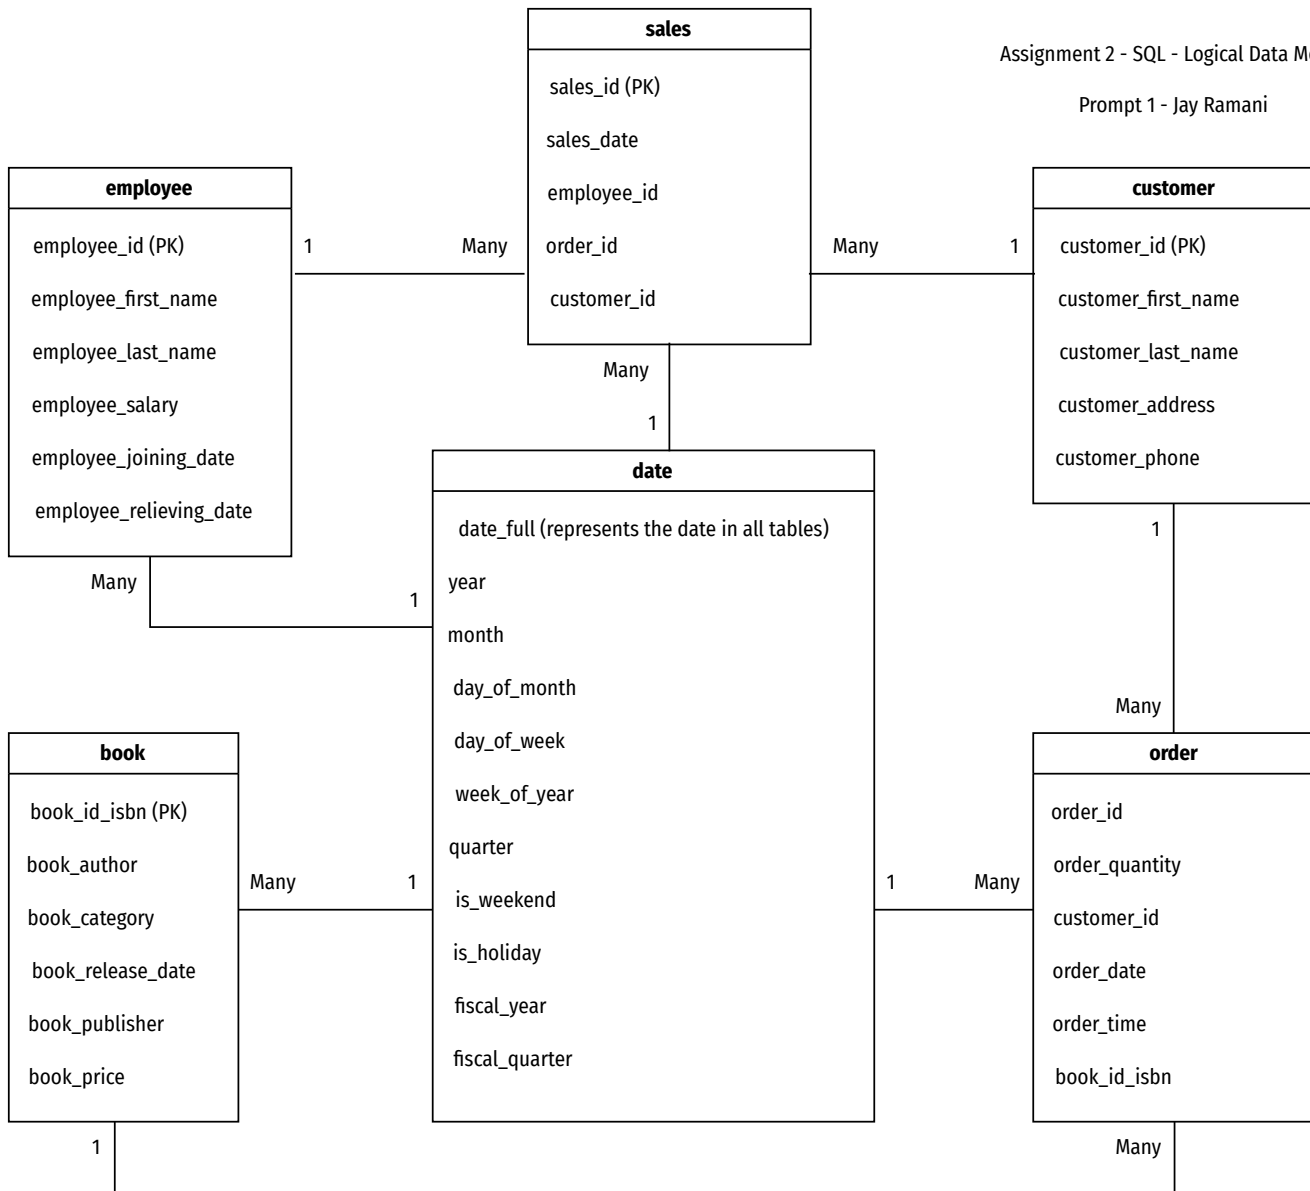 sales
sales_id (PK)
sales_date
employee_id
order_id
customer_id
Assignment 2 - SQL - Logical Data
Prompt 1 - Jay Ramani
employee
employee_id (PK)
employee_first_name
employee_last_name
employee_salary
employee_joining_date
employee_relieving_date
1
Many
Many
1
customer
customer_id (PK)
customer_first_name
customer_last_name
customer_address
customer_phone
Many
1
date
date_full (represents the date in all tables)
year
month
day_of_month
day_of_week
week_of_year
quarter
is_weekend
is_holiday
fiscal_year
fiscal_quarter
Many
1
1
Many
book
book_id_isbn (PK)
book_author
book_category
book_release_date
book_publisher
book_price
Many
1
1
Many
order
order_id
order_quantity
customer_id
order_date
order_time
book_id_isbn
1
Many